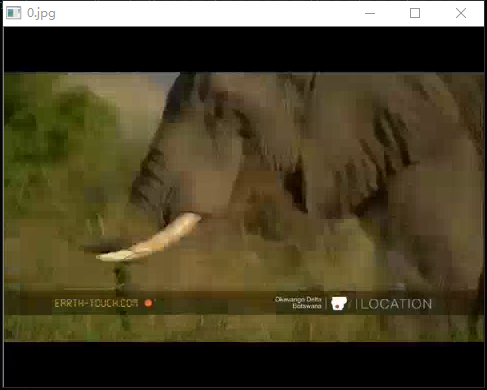 0.jpg
EARTH-TOUCH.COM
Okavango Delta
Botswana
LOCATION